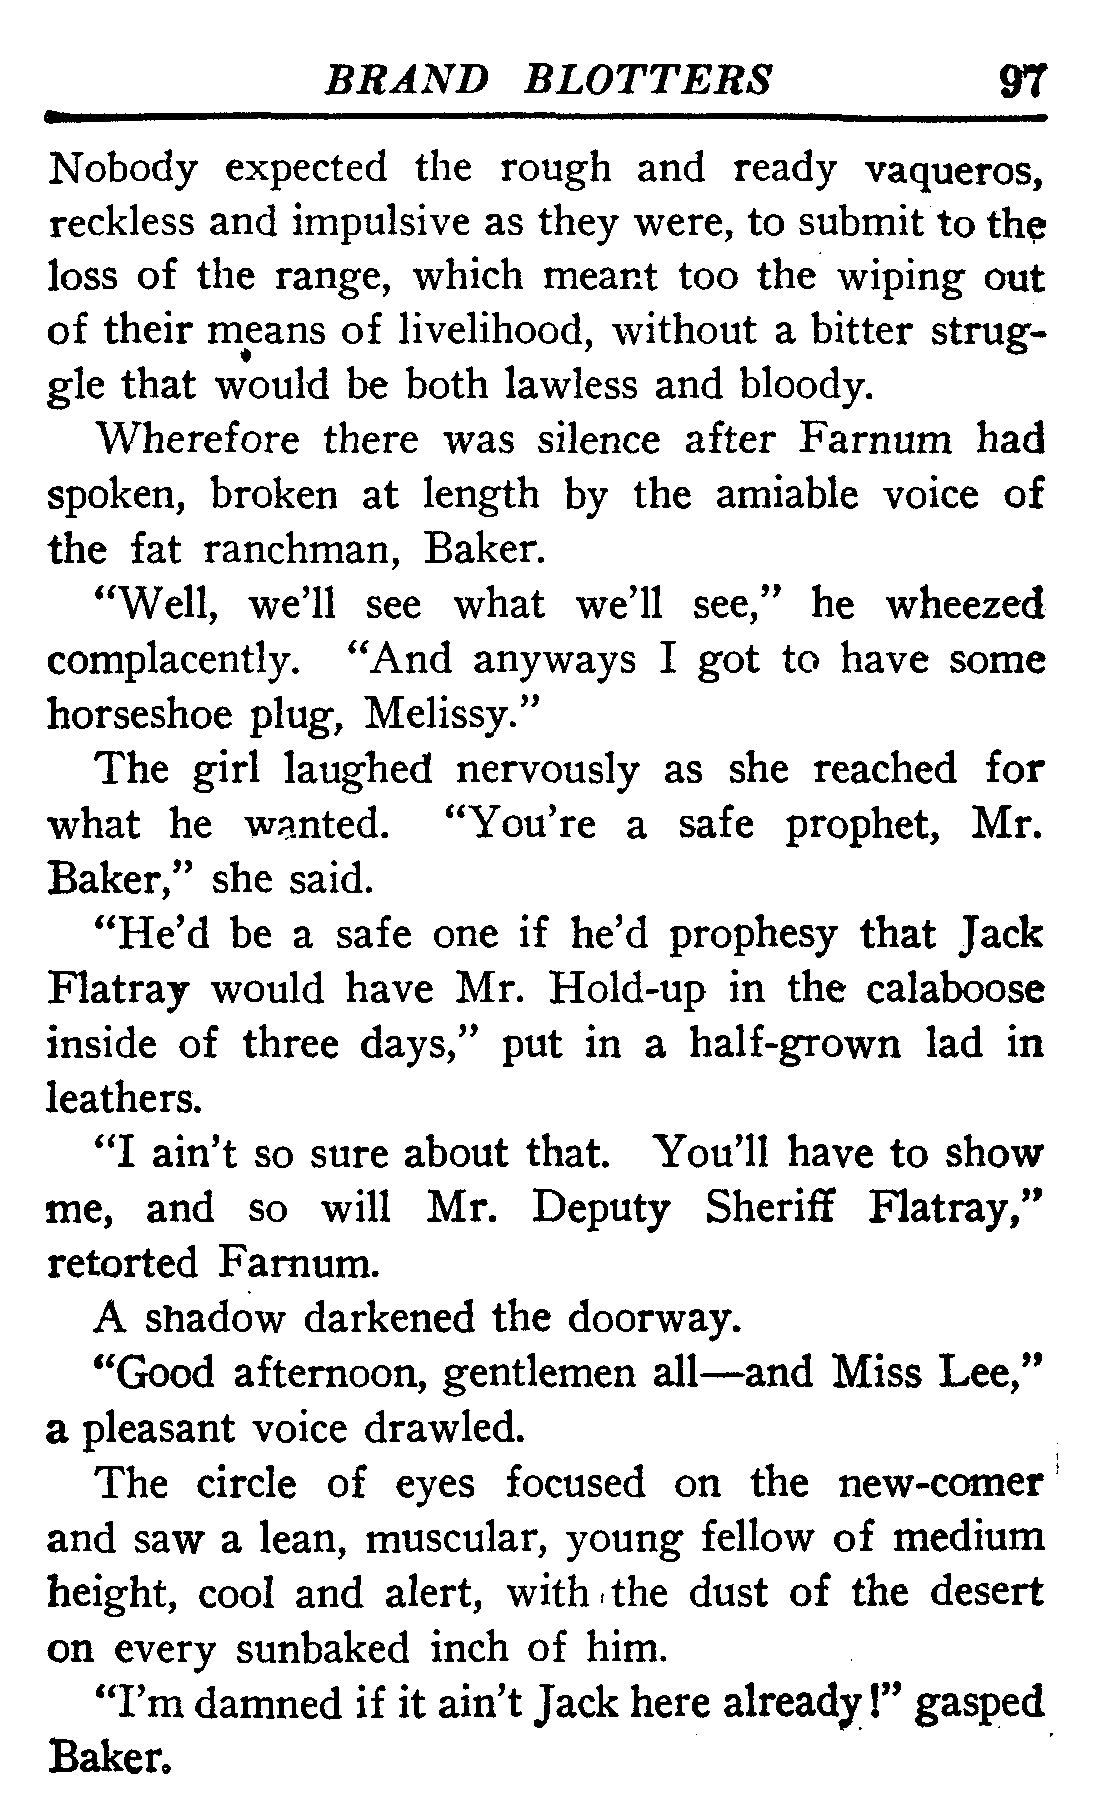 BRAND BLOTTERS 97
Nobody expected the rough and ready vaqueros,
reckless and impulsive as they were, to submit to the
loss of the range, which meant too the wiping out
of their means of livelihood, without a bitter strug-
gle that would be both lawless and bloody.
Wherefore there was silence after Farnum had
spoken, broken at length by the amiable voice of
the fat ranchman, Baker.
“Well, we’ll see what we’ll see,” he wheezed
complacently. “And anyways I got to have some
horseshoe plug, Melissy.”
The girl laughed nervously as she reached for
what he wanted. “You’re a safe prophet, Mr.
Baker,” she said.
“He’d be a safe one if he’d prophesy that Jack
Flatray would have Mr. Hold-up in the calaboose
inside of three days,” put in a half-grown lad in
leathers.
“I ain’t so sure about that. You’ll have to show
me, and so will Mr. Deputy Sheriff Flatray,”
retorted Farnum.
A shadow darkened the doorway.
“Good afternoon, gentlemen all—and Miss Lee,”
a pleasant voice drawled.
The circle of eyes focused on the new-comer
and saw a lean, muscular, young fellow of medium
height, cool and alert, with the dust of the desert
on every sunbaked inch of him.
“I’m damned if it ain’t Jack here already!” gasped
Baker.